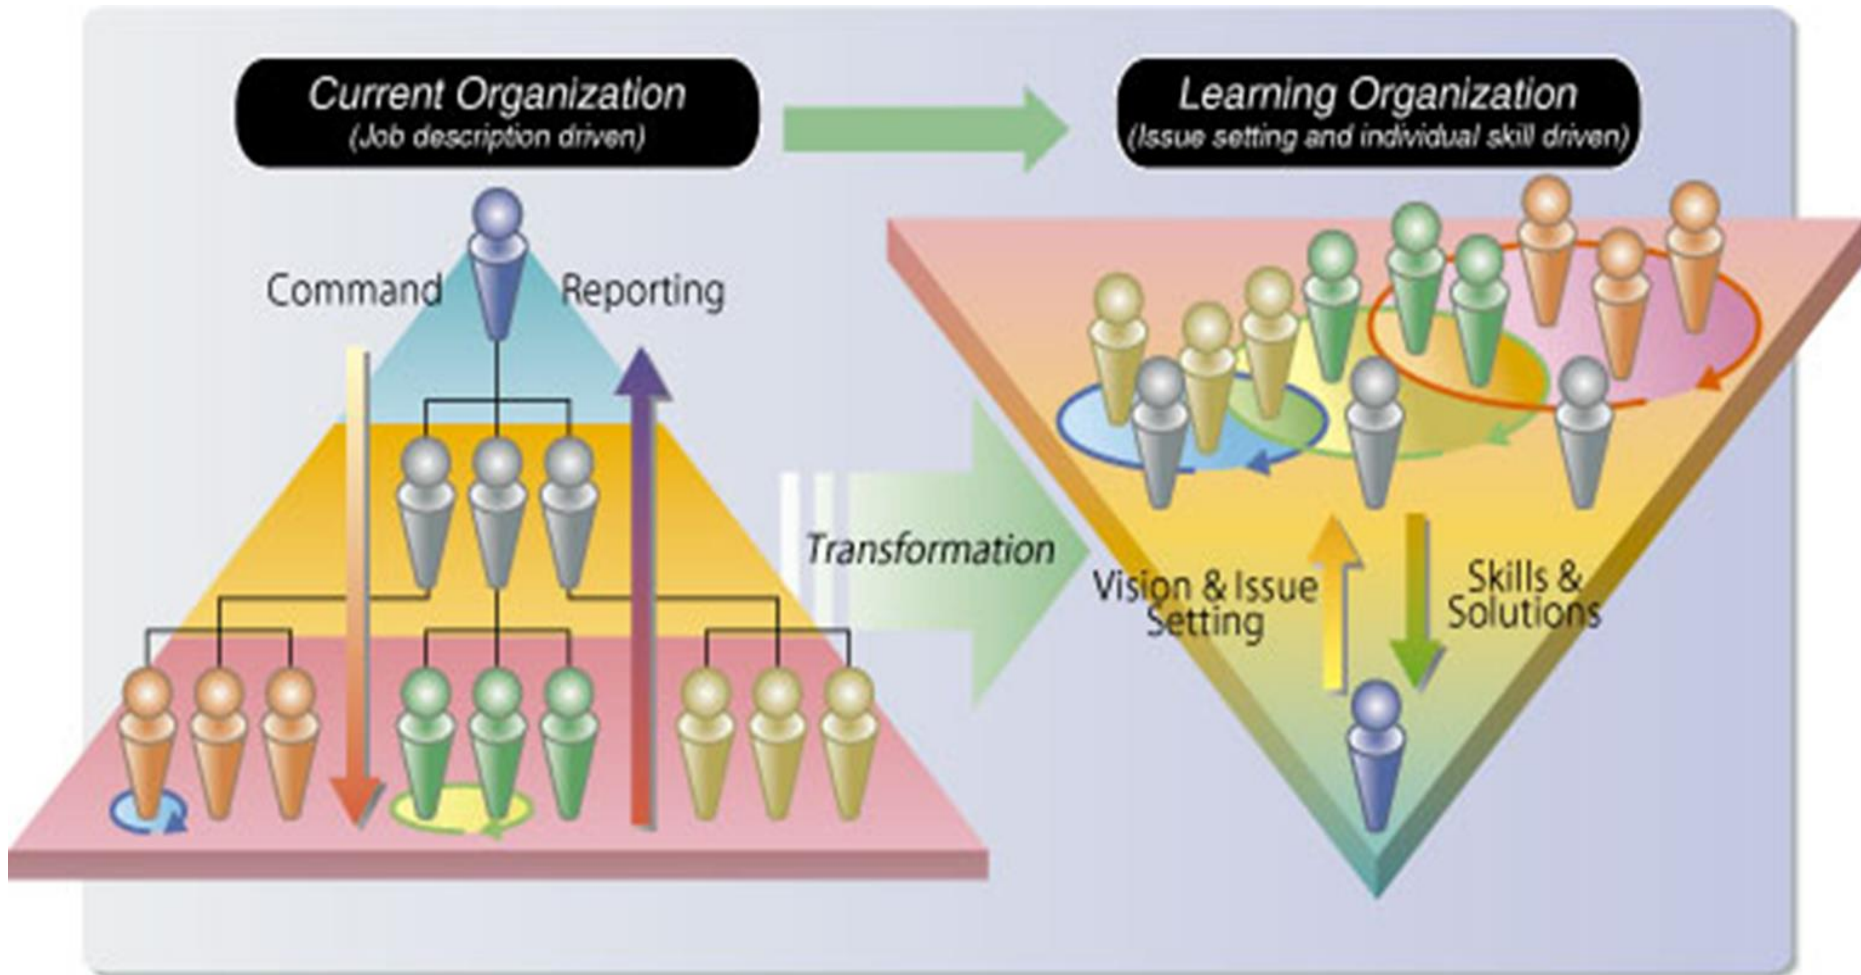 Current Organization
(Job description driven)
Learning Organization
(Issue setting and individual skill driven)
Command
Reporting
Transformation
Vision & Issue
Setting
Skills &
Solutions